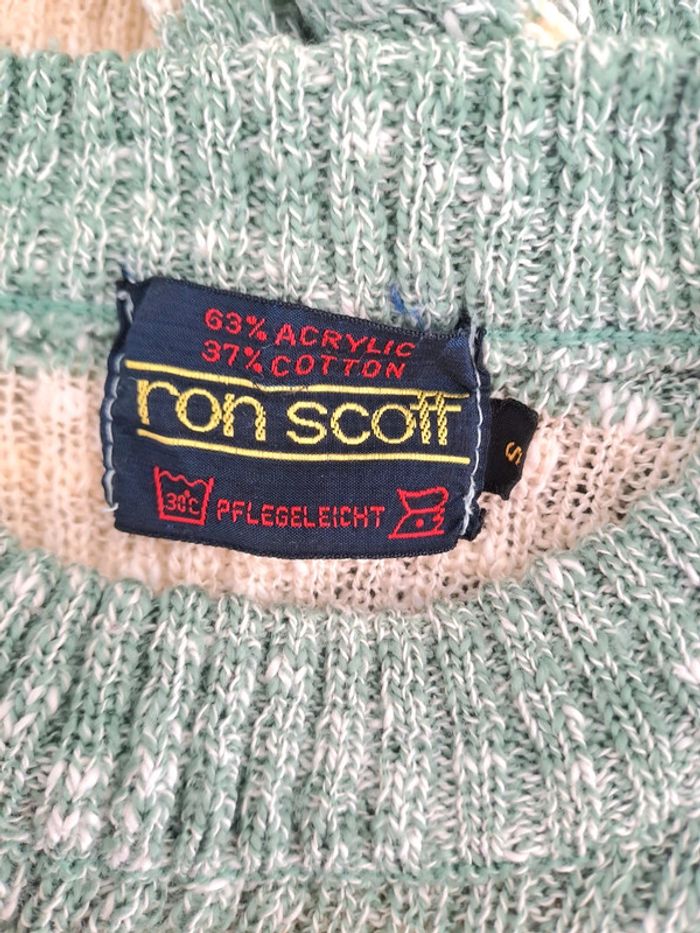 63% ACRYLIC
37% COTTON
ron scott
30°C PFLEGELEICHT
S